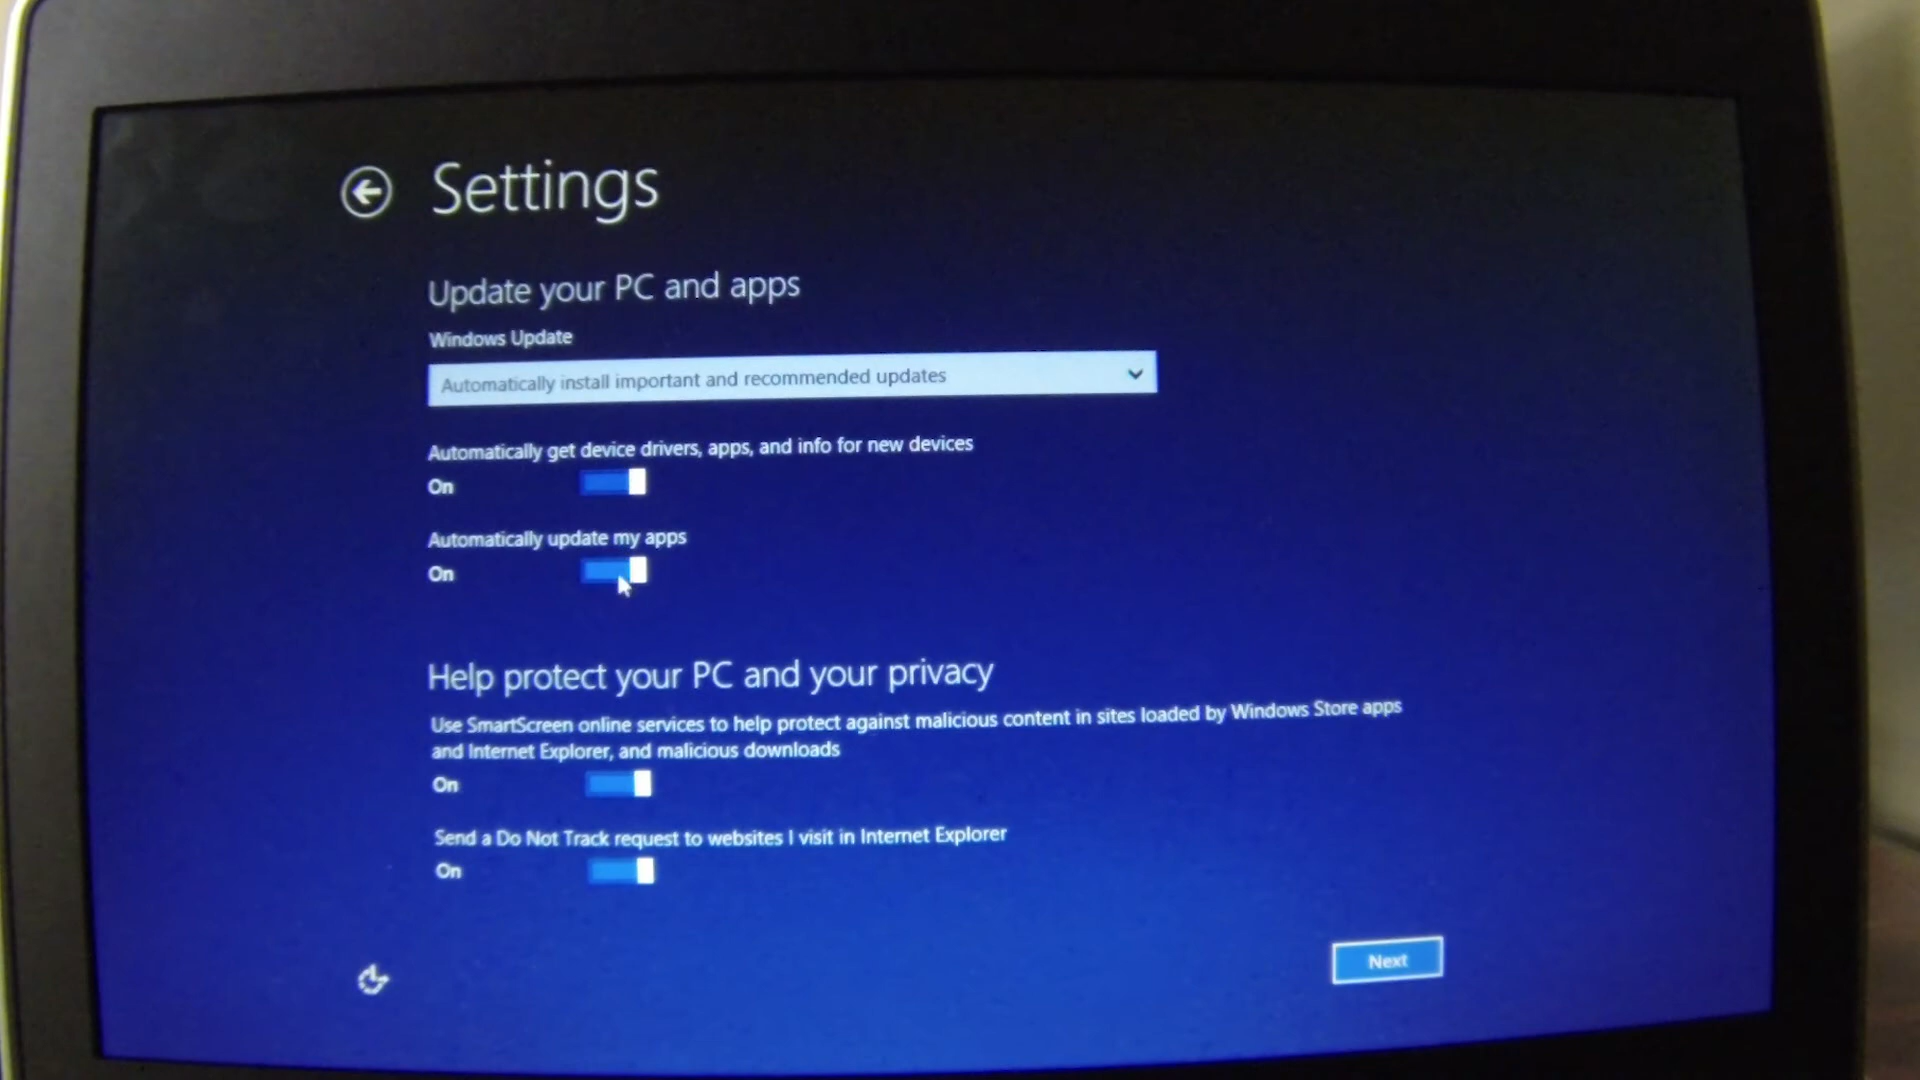 Settings
Update your PC and apps
Windows Update
Automatically install important and recommended updates
Automatically get device drivers, apps, and info for new devices
On
Automatically update my apps
On
Help protect your PC and your privacy
Use SmartScreen online services to help protect against malicious content in sites loaded by Windows Store apps
and Internet Explorer, and malicious downloads
On
Send a Do Not Track request to websites I visit in Internet Explorer
On
Next